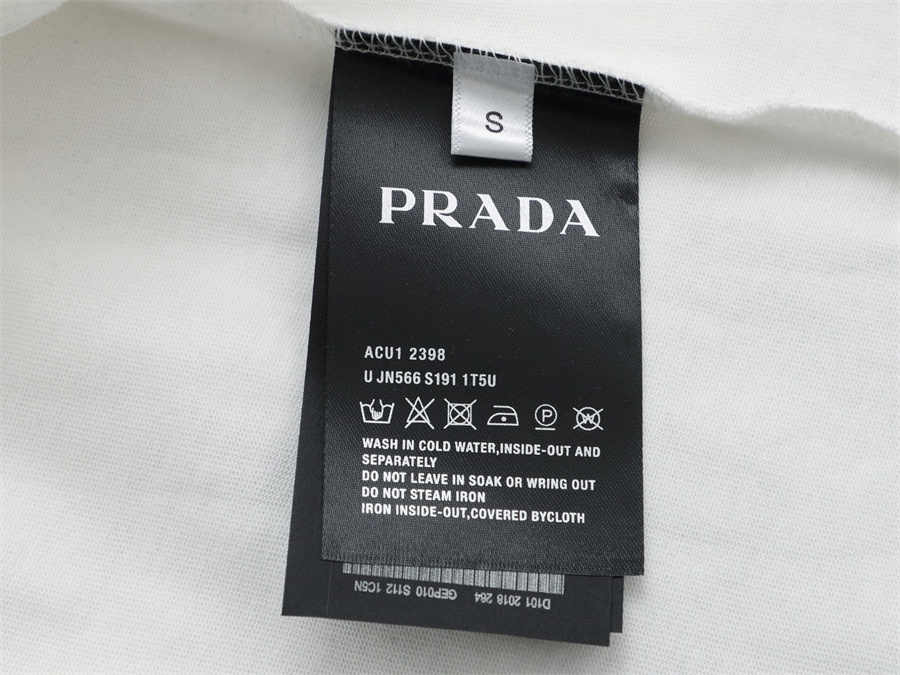 S
PRADA
ACU1 2398
U JN566 S191 1T5U
WASH IN COLD WATER,INSIDE-OUT AND
SEPARATELY
DO NOT LEAVE IN SOAK OR WRING OUT
DO NOT STEAM IRON
IRON INSIDE-OUT,COVERED BYCLOTH
D101 2018 264 GEP010 S112 1C5N